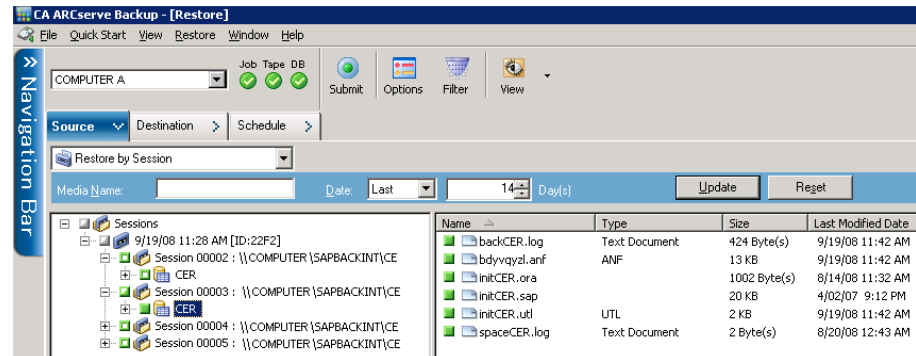 CA ARCserve Backup - [Restore]
File Quick Start View Restore Window Help
Navigation Bar
COMPUTER A
Job Tape DB
Submit Options Filter View
Source Destination Schedule
Restore by Session
Media Name: Date: Last 14 Day(s) Update Reset
Sessions
9/19/08 11:28 AM [ID:22F2]
Session 00002 : \\COMPUTER\SAPBACKINT\CE
CER
Session 00003 : \\COMPUTER\SAPBACKINT\CE
CER
Session 00004 : \\COMPUTER\SAPBACKINT\CE
Session 00005 : \\COMPUTER\SAPBACKINT\CE
Name Type Size Last Modified Date
backCER.log Text Document 424 Byte(s) 9/19/08 11:42 AM
bdyvqyzl.anf ANF 13 KB 9/19/08 11:42 AM
initCER.ora 1002 Byte(s) 8/14/08 11:32 AM
initCER.sap 20 KB 4/02/07 9:12 PM
initCER.utl UTL 2 KB 9/19/08 11:42 AM
spaceCER.log Text Document 2 Byte(s) 8/20/08 12:43 AM